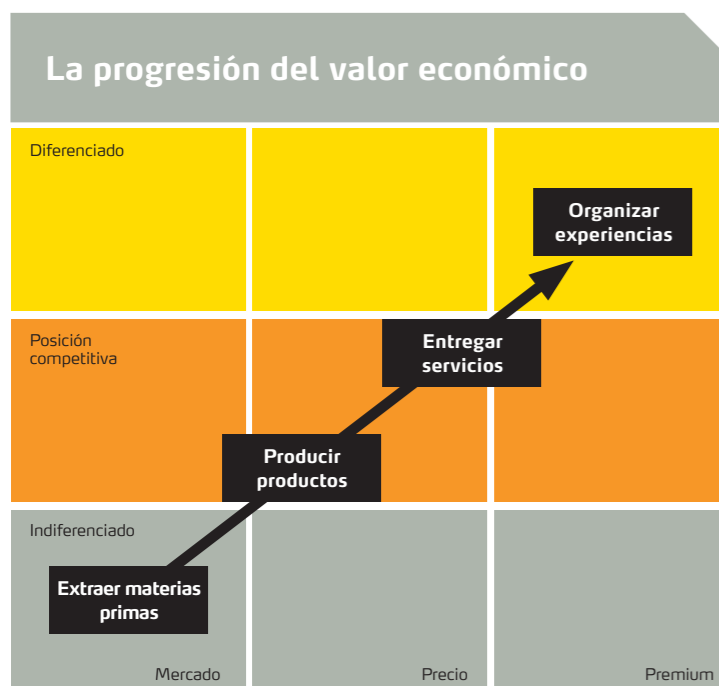 La progresión del valor económico
Diferenciado
Organizar
experiencias
Posición
competitiva
Entregar
servicios
Producir
productos
Indiferenciado
Extraer materias
primas
Mercado
Precio
Premium